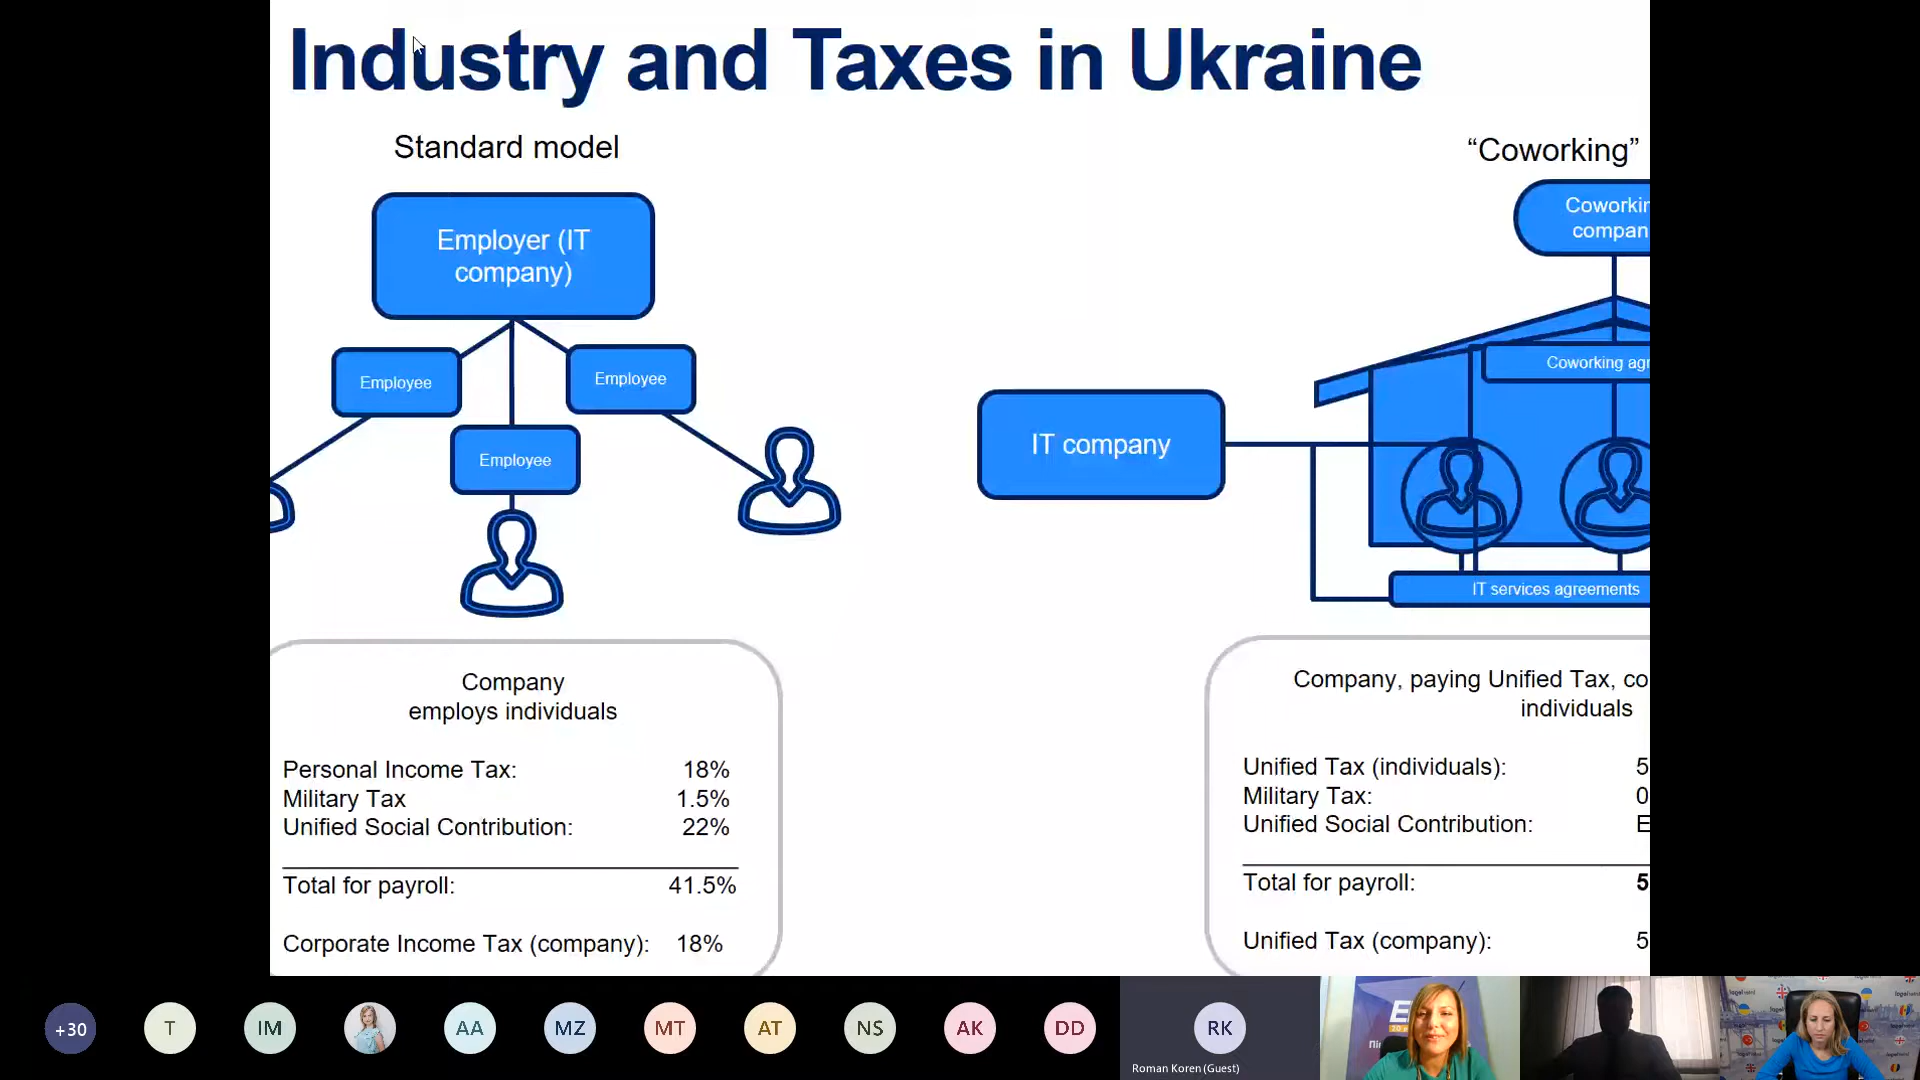 Industry and Taxes in Ukraine
Standard model
“Coworking”
Employer (IT
company)
Employee
Employee
Employee
IT company
Coworkin
compan
Coworking agr
IT services agreements
Company
employs individuals
Personal Income Tax: 18%
Military Tax 1.5%
Unified Social Contribution: 22%
Total for payroll: 41.5%
Corporate Income Tax (company): 18%
Company, paying Unified Tax, co
individuals
Unified Tax (individuals): 5
Military Tax: 0
Unified Social Contribution: E
Total for payroll: 5
Unified Tax (company): 5
+30
T
IM
AA
MZ
MT
AT
NS
AK
DD
RK
Roman Koren (Guest)